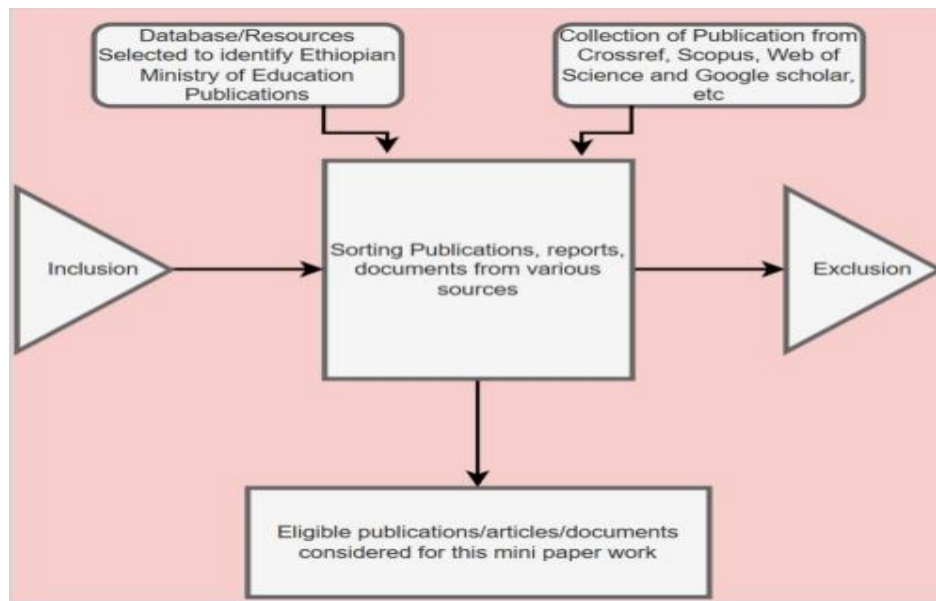 Database/Resources
Selected to identify Ethiopian
Ministry of Education
Publications
Collection of Publication from
Crossref, Scopus, Web of
Science and Google scholar,
etc
Inclusion
Sorting Publications, reports,
documents from various
sources
Exclusion
Eligible publications/articles/documents
considered for this mini paper work